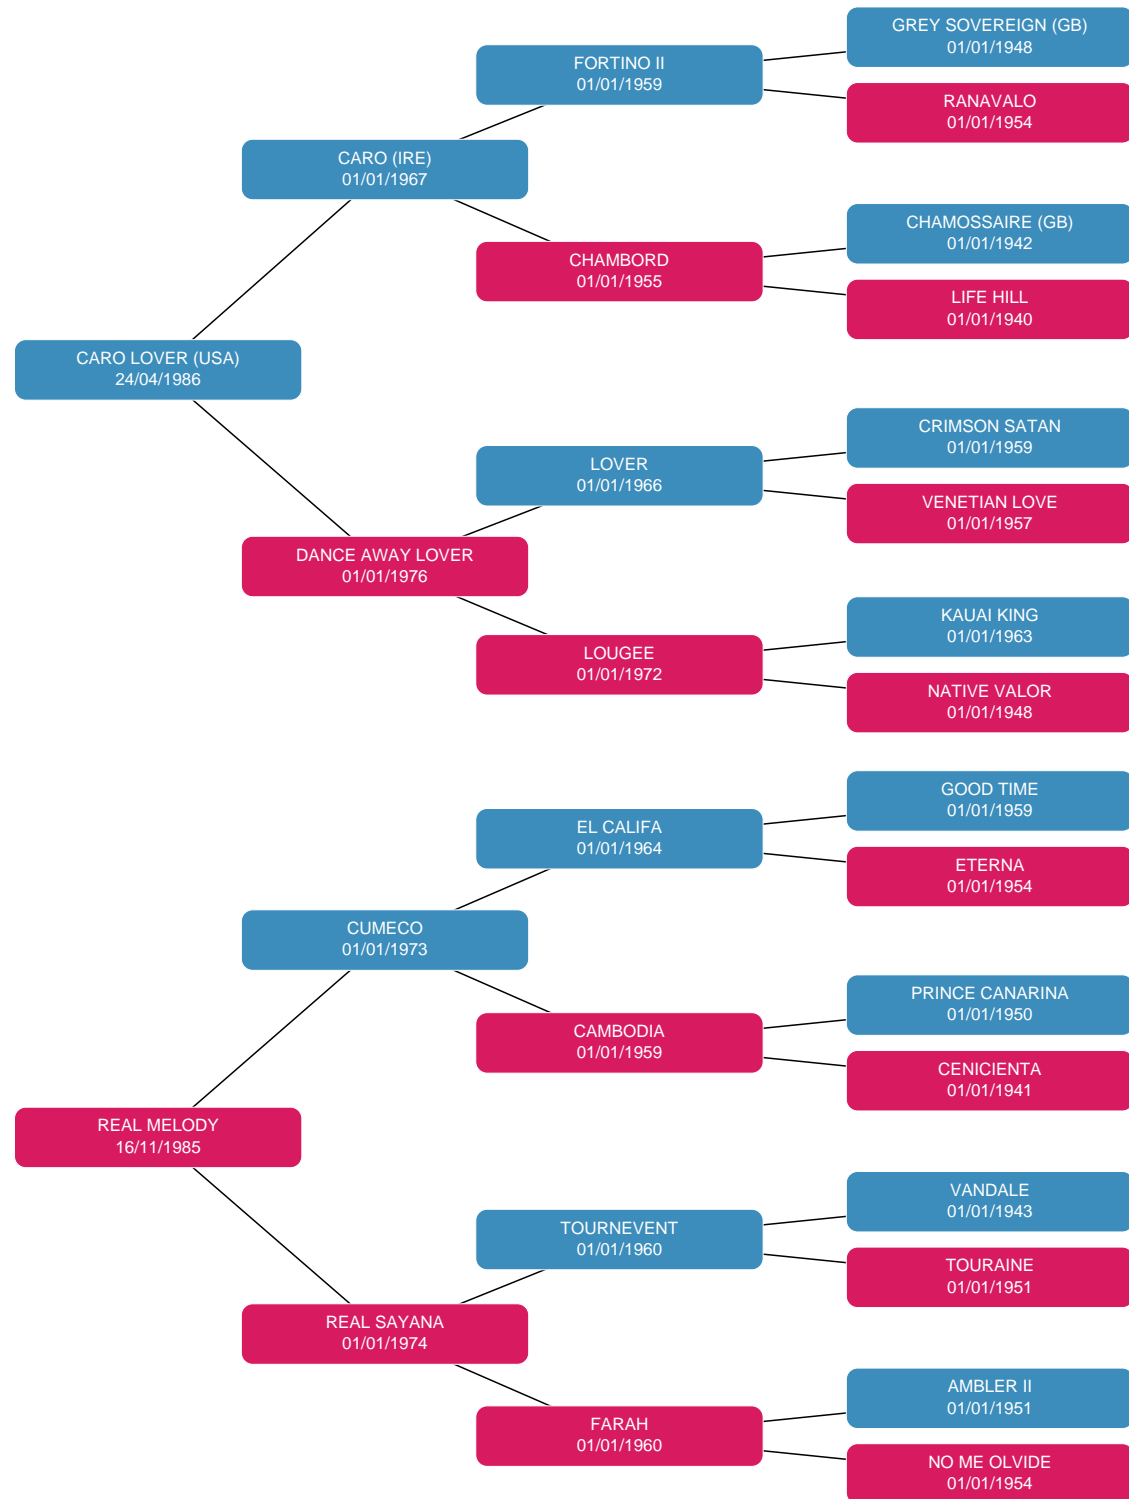 GREY SOVEREIGN (GB)
01/01/1948
FORTINO II
01/01/1959
RANAVALO
01/01/1954
CARO (IRE)
01/01/1967
CHAMOSSAIRE (GB)
01/01/1942
CHAMBORD
01/01/1955
LIFE HILL
01/01/1940
CARO LOVER (USA)
24/04/1986
CRIMSON SATAN
01/01/1959
LOVER
01/01/1966
VENETIAN LOVE
01/01/1957
DANCE AWAY LOVER
01/01/1976
KAUAI KING
01/01/1963
LOUGEE
01/01/1972
NATIVE VALOR
01/01/1948
GOOD TIME
01/01/1959
EL CALIFA
01/01/1964
ETERNA
01/01/1954
CUMECO
01/01/1973
PRINCE CANARINA
01/01/1950
CAMBODIA
01/01/1959
CENICIENTA
01/01/1941
REAL MELODY
16/11/1985
VANDALE
01/01/1943
TOURNEVENT
01/01/1960
TOURAINE
01/01/1951
REAL SAYANA
01/01/1974
AMBLER II
01/01/1951
FARAH
01/01/1960
NO ME OLVIDE
01/01/1954